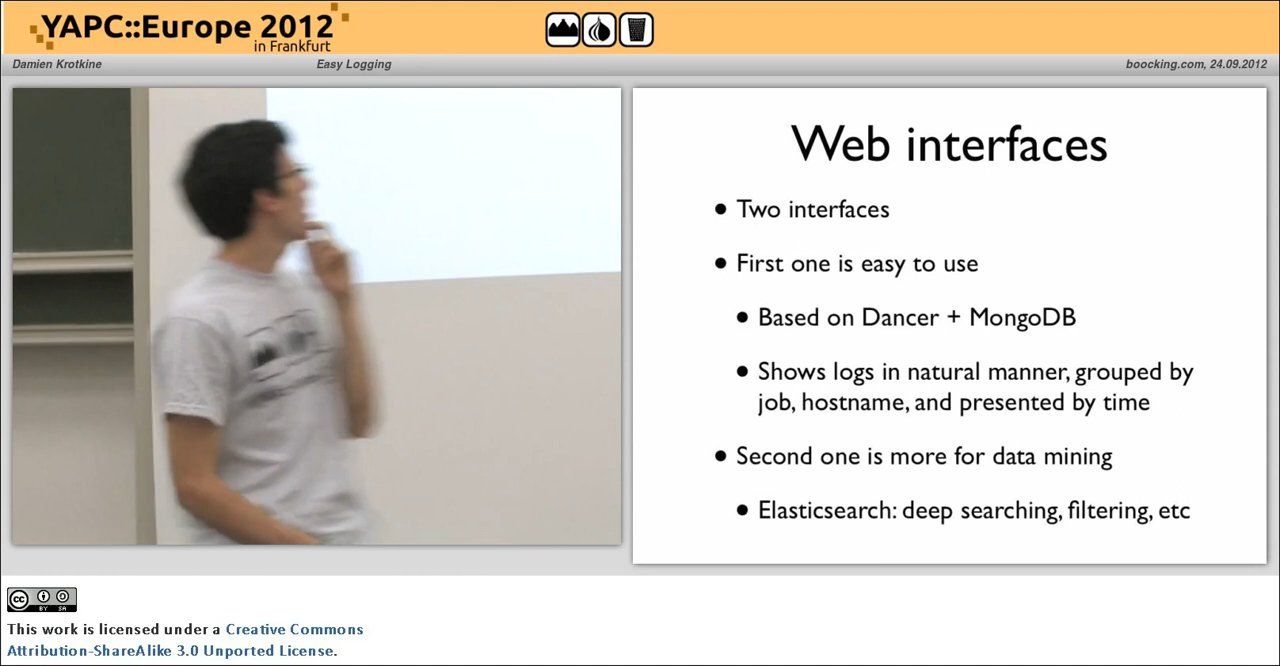 YAPC::Europe 2012
in Frankfurt
Damien Krotkine
Easy Logging
boocking.com, 24.09.2012
Web interfaces
• Two interfaces
• First one is easy to use
• Based on Dancer + MongoDB
• Shows logs in natural manner, grouped by
job, hostname, and presented by time
• Second one is more for data mining
• Elasticsearch: deep searching, filtering, etc
cc
BY SA
This work is licensed under a Creative Commons
Attribution-ShareAlike 3.0 Unported License.